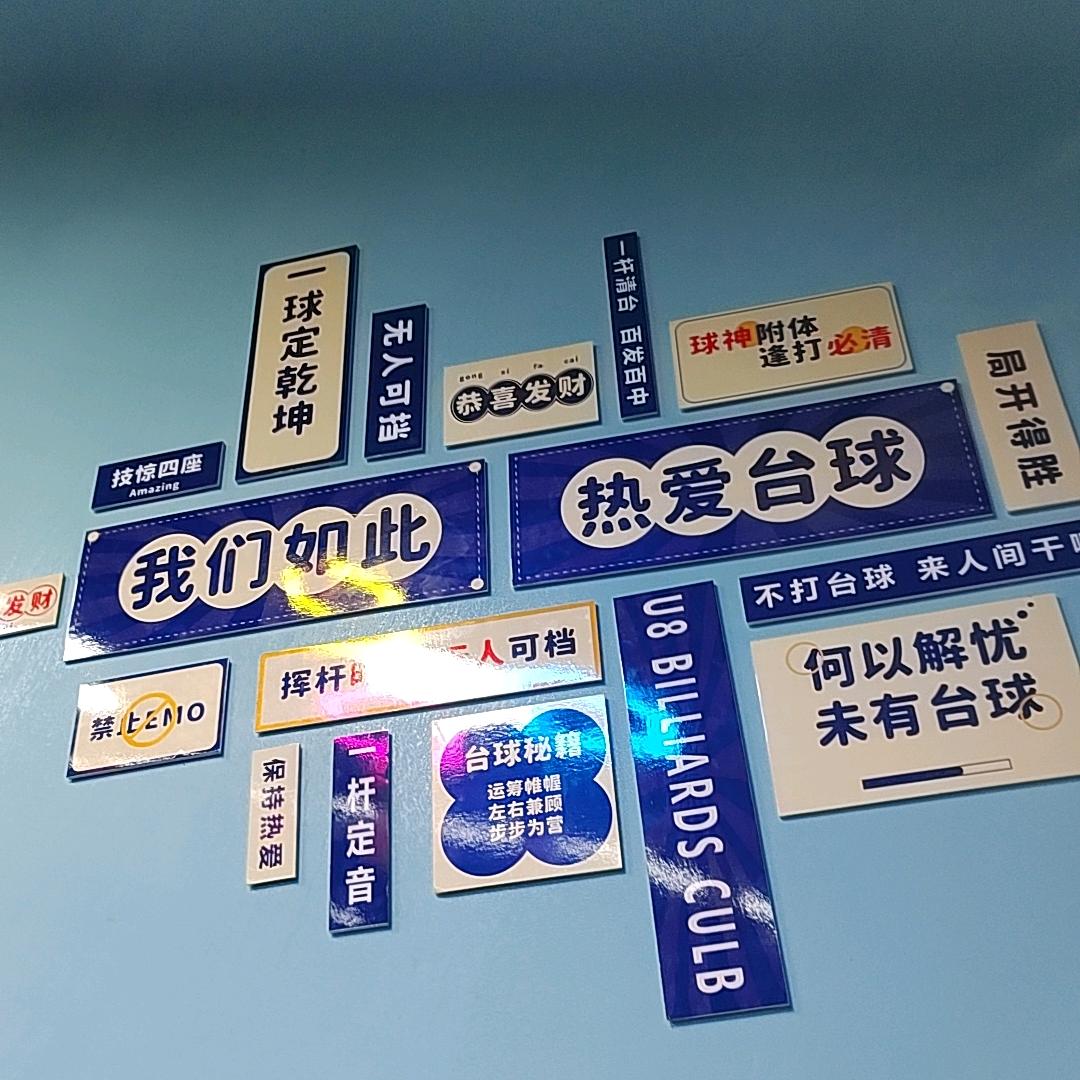 一球定乾坤
无人可挡
gong xi fa cai
恭喜发财
一杆清台 百发百中
球神附体
逢打必清
局开得胜
技惊四座
Amazing
我们如此
热爱台球
发财
不打台球 来人间干
挥杆
人可档
何以解忧
未有台球
禁止EMO
保持热爱
一杆定音
台球秘籍
运筹帷幄
左右兼顾
步步为营
U8 BILLIARDS CULB